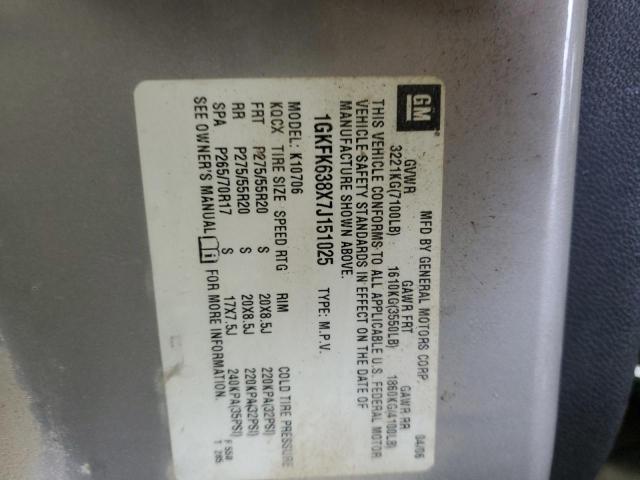 GM MFD BY GENERAL MOTORS CORP 04/06
GVWR GAWR FRT GAWR RR
3221KG(7100LB) 1610KG(3550LB) 1860KG(4100LB)
THIS VEHICLE CONFORMS TO ALL APPLICABLE U.S. FEDERAL MOTOR
VEHICLE SAFETY STANDARDS IN EFFECT ON THE DATE OF
MANUFACTURE SHOWN ABOVE.
1GKFK638X7J151025 TYPE: M.P.V.
MODEL: K10706
KQCX TIRE SIZE SPEED RTG RIM COLD TIRE PRESSURE
FRT P275/55R20 S 20X8.5J 220KPA(32PSI)
RR P275/55R20 S 20X8.5J 220KPA(32PSI)
SPA P265/70R17 S 17X7.5J 240KPA(35PSI)
SEE OWNER'S MANUAL i FOR MORE INFORMATION.
F 550
T 205